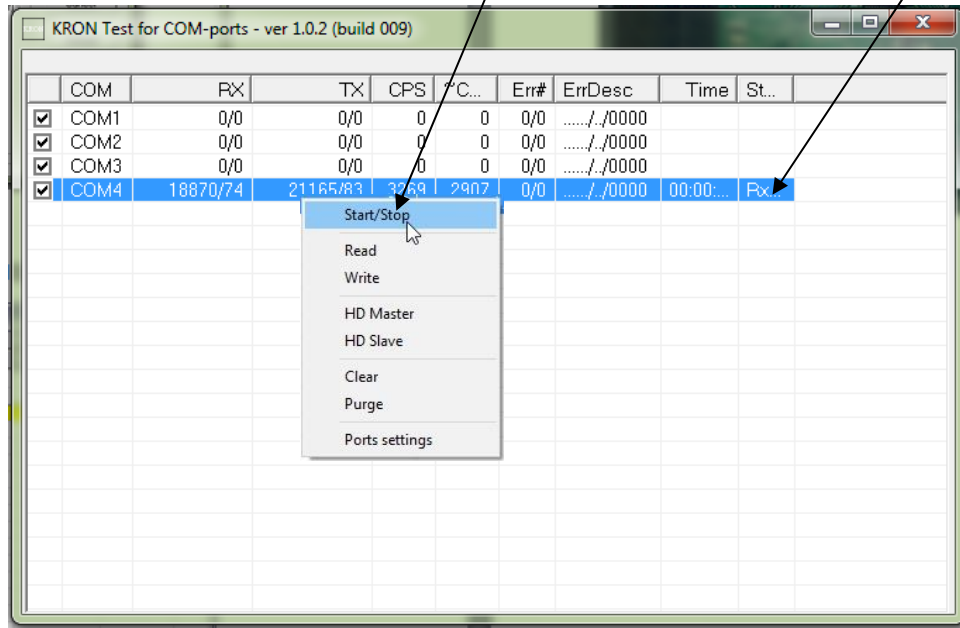 KRON Test for COM-ports - ver 1.0.2 (build 009)
COM RX TX CPS °C... Err# ErrDesc Time St...
COM1 0/0 0/0 0 0 0/0 ....../../0000
COM2 0/0 0/0 0 0 0/0 ....../../0000
COM3 0/0 0/0 0 0 0/0 ....../../0000
COM4 18870/74 21165/83 3269 2907 0/0 ....../../0000 00:00:... Rx...
Start/Stop
Read
Write
HD Master
HD Slave
Clear
Purge
Ports settings